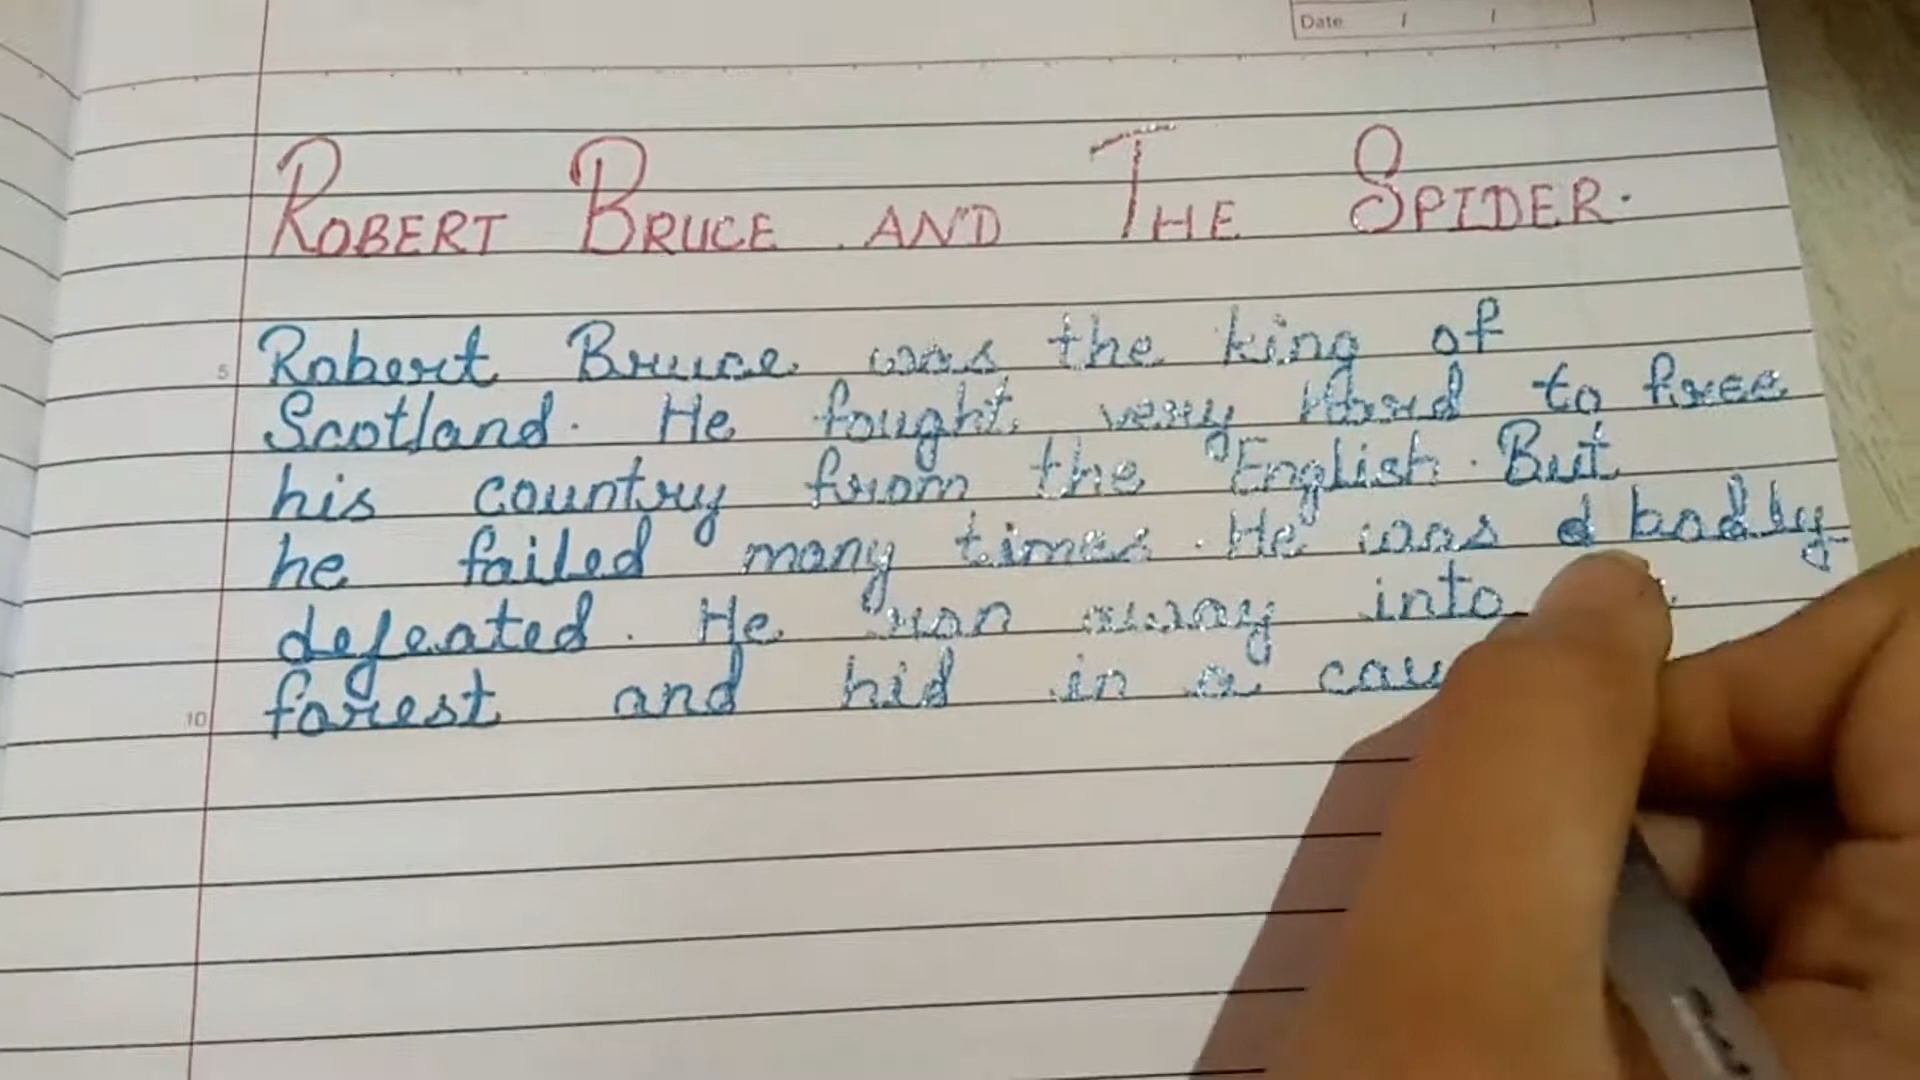 Date / /
ROBERT BRUCE AND THE SPIDER.
5 Robert Bruce was the king of
Scotland. He fought very Hard to free
his country from the English. But
he failed many times. He was d badly
defeated. He ran away into
10 forest and hid in a